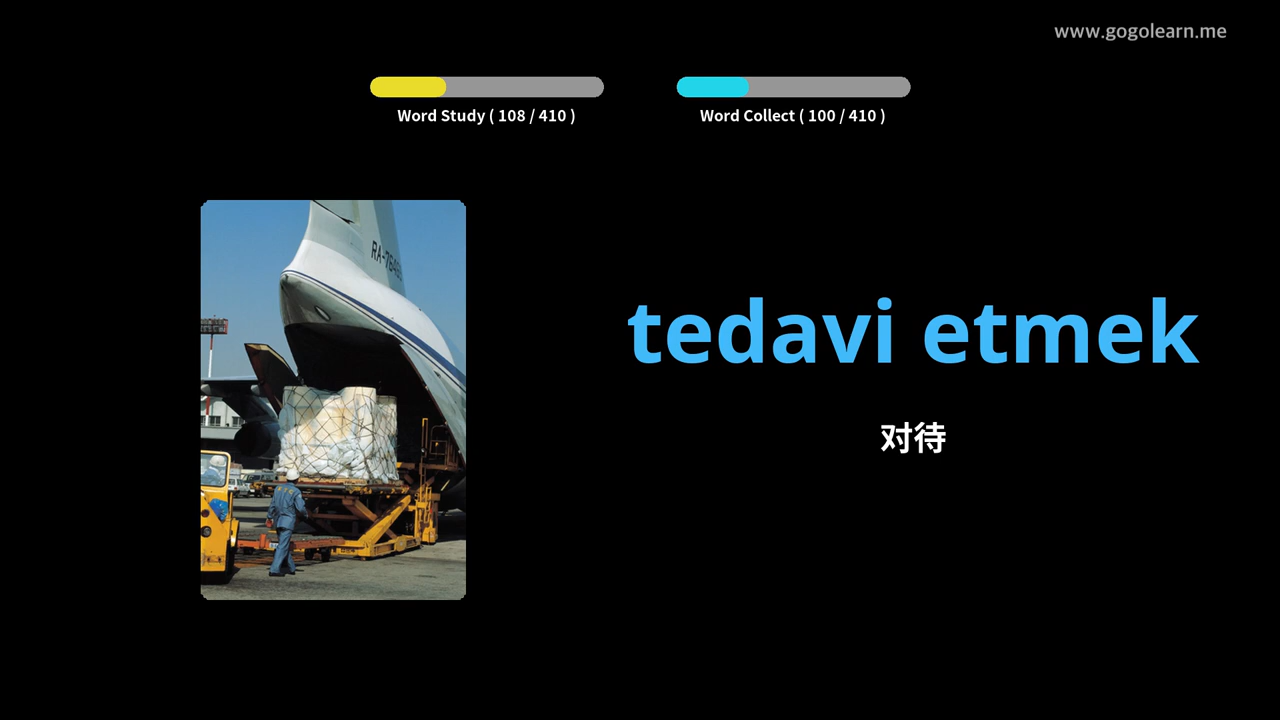 www.gogolearn.me
Word Study ( 108 / 410 )
Word Collect ( 100 / 410 )
tedavi etmek
对待